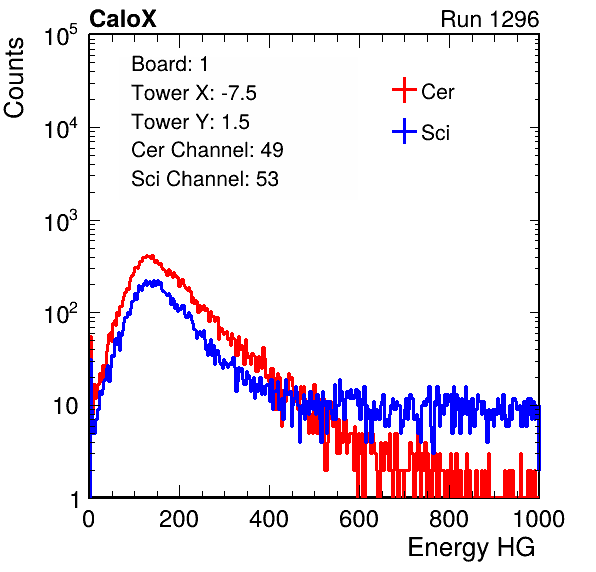 CaloX Run 1296
Counts
10^5
10^4
10^3
10^2
10
1
Board: 1
Tower X: -7.5
Tower Y: 1.5
Cer Channel: 49
Sci Channel: 53
Cer
Sci
0 200 400 600 800 1000
Energy HG